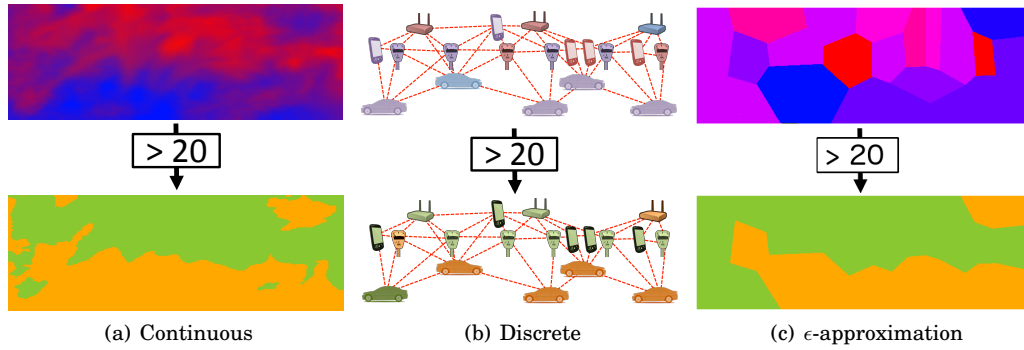 > 20
> 20
> 20
(a) Continuous
(b) Discrete
(c) ϵ-approximation